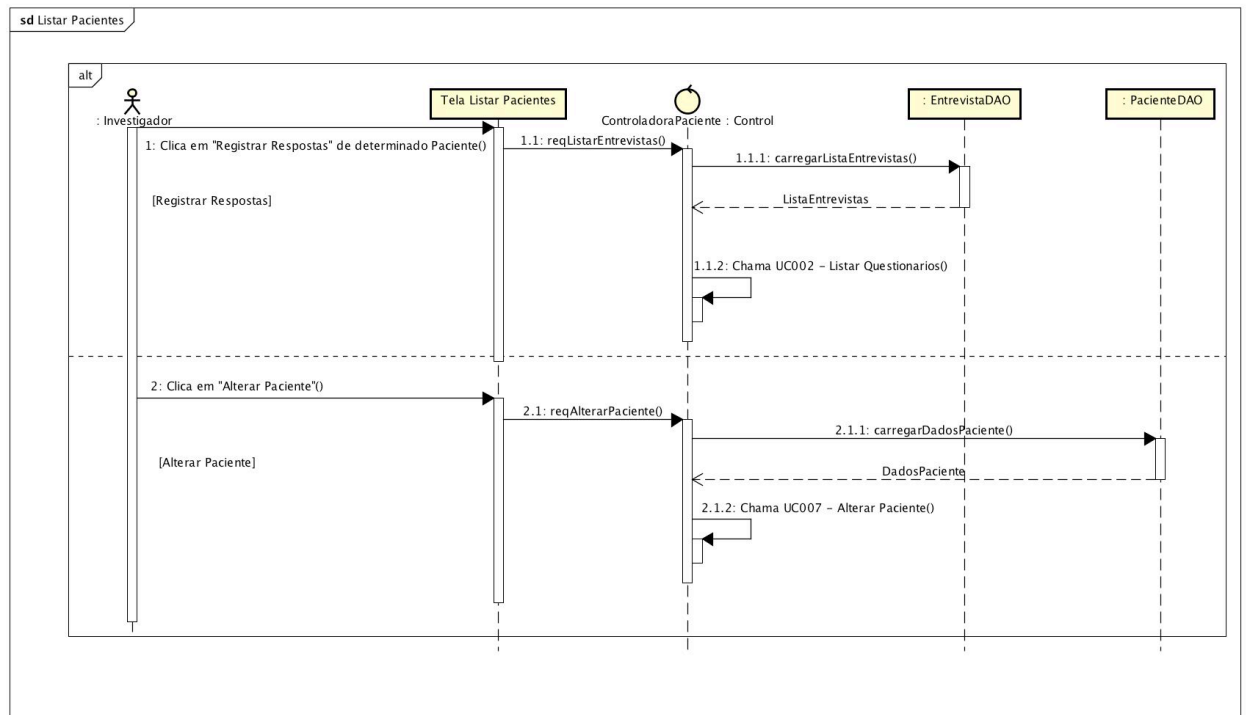 sd Listar Pacientes
alt
: Investigador
Tela Listar Pacientes
ControladoraPaciente : Control
: EntrevistaDAO
: PacienteDAO
1: Clica em "Registrar Respostas" de determinado Paciente()
1.1: reqListarEntrevistas()
1.1.1: carregarListaEntrevistas()
[Registrar Respostas]
ListaEntrevistas
1.1.2: Chama UC002 - Listar Questionarios()
2: Clica em "Alterar Paciente"()
2.1: reqAlterarPaciente()
2.1.1: carregarDadosPaciente()
[Alterar Paciente]
DadosPaciente
2.1.2: Chama UC007 - Alterar Paciente()